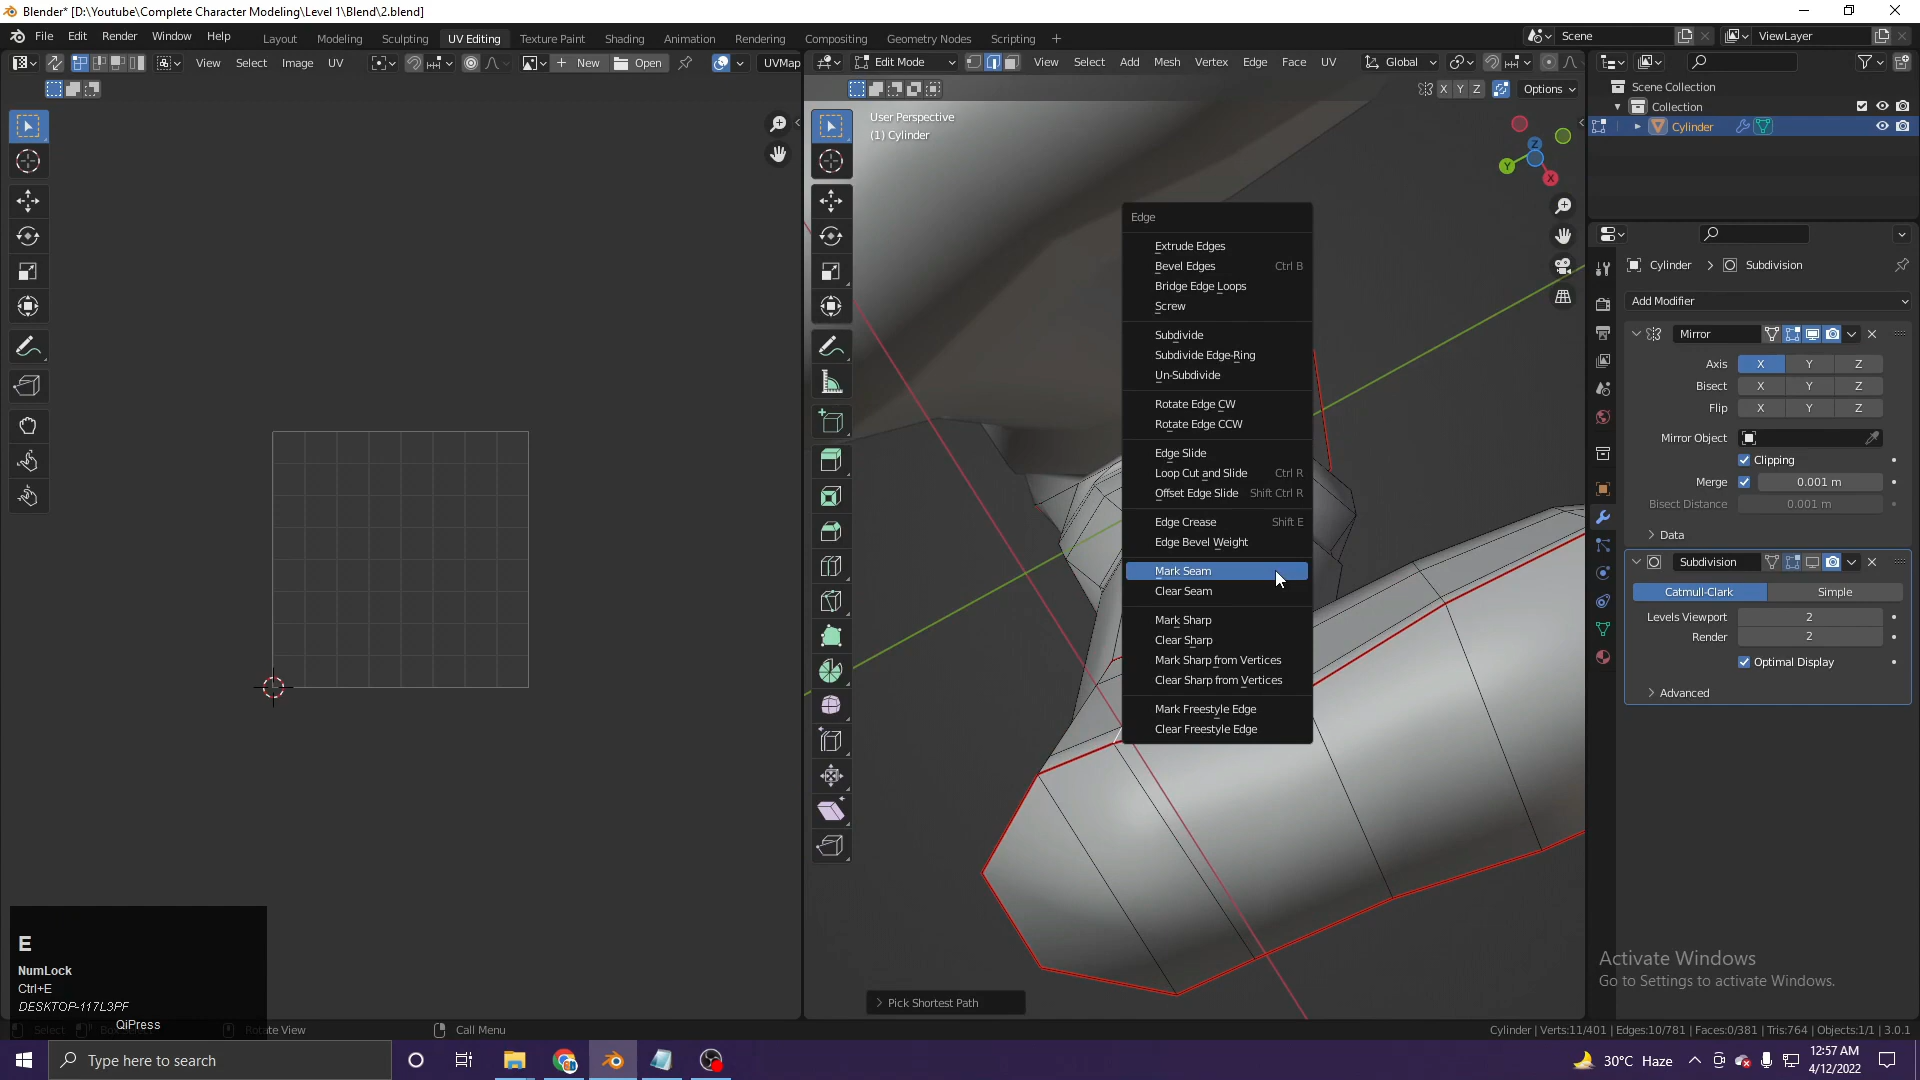 Blender* [D:\Youtube\Complete Character Modeling\Level 1\Blend\2.blend]
File Edit Render Window Help
Layout Modeling Sculpting UV Editing Texture Paint Shading Animation Rendering Compositing Geometry Nodes Scripting +
Scene ViewLayer
View Select Image UV New Open UVMap
Edit Mode View Select Add Mesh Vertex Edge Face UV Global
X Y Z Options
User Perspective
(1) Cylinder
Z
Y
X
Scene Collection
Collection
Cylinder
Cylinder > Subdivision
Add Modifier
Mirror
Axis X Y Z
Bisect X Y Z
Flip X Y Z
Mirror Object
Clipping
Merge 0.001 m
Bisect Distance 0.001 m
> Data
Subdivision
Catmull-Clark Simple
Levels Viewport 2
Render 2
Optimal Display
> Advanced
Edge
Extrude Edges
Bevel Edges Ctrl B
Bridge Edge Loops
Screw
Subdivide
Subdivide Edge-Ring
Un-Subdivide
Rotate Edge CW
Rotate Edge CCW
Edge Slide
Loop Cut and Slide Ctrl R
Offset Edge Slide Shift Ctrl R
Edge Crease Shift E
Edge Bevel Weight
Mark Seam
Clear Seam
Mark Sharp
Clear Sharp
Mark Sharp from Vertices
Clear Sharp from Vertices
Mark Freestyle Edge
Clear Freestyle Edge
E
NumLock
Ctrl+E
DESKTOP-117L3PF
QiPress
> Pick Shortest Path
Activate Windows
Go to Settings to activate Windows.
Select Rotate View Call Menu
Cylinder | Verts:11/401 | Edges:10/781 | Faces:0/381 | Tris:764 | Objects:1/1 | 3.0.1
Type here to search
30°C Haze
12:57 AM
4/12/2022